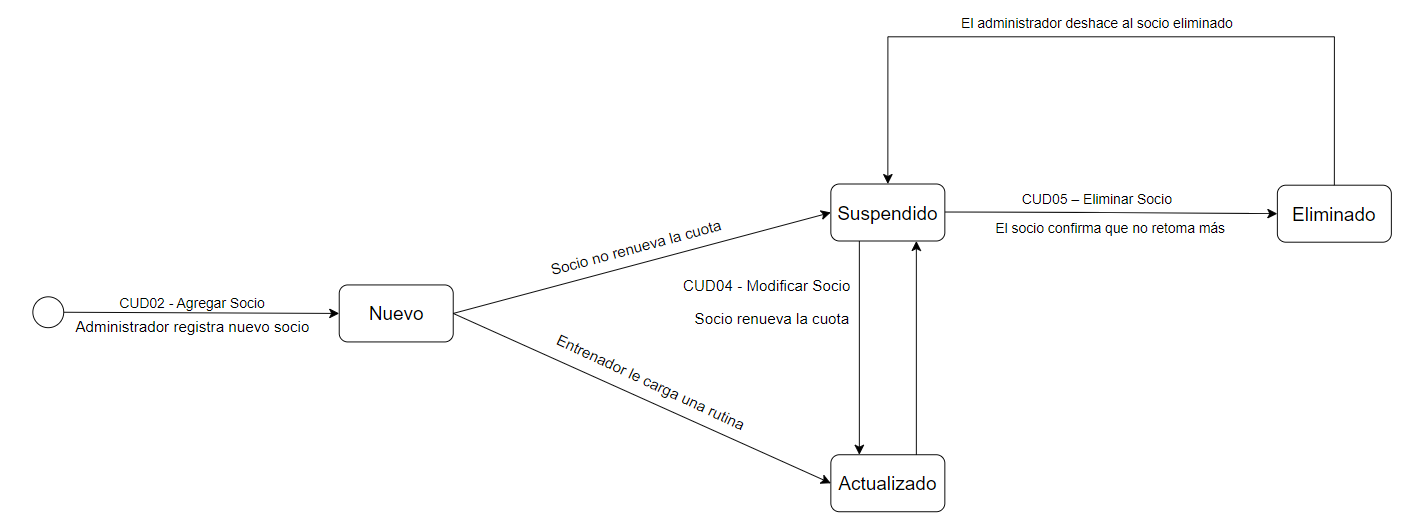 El administrador deshace al socio eliminado
CUD05 – Eliminar Socio
Suspendido
Eliminado
El socio confirma que no retoma más
Socio no renueva la cuota
CUD04 - Modificar Socio
CUD02 - Agregar Socio
Nuevo
Socio renueva la cuota
Administrador registra nuevo socio
Entrenador le carga una rutina
Actualizado